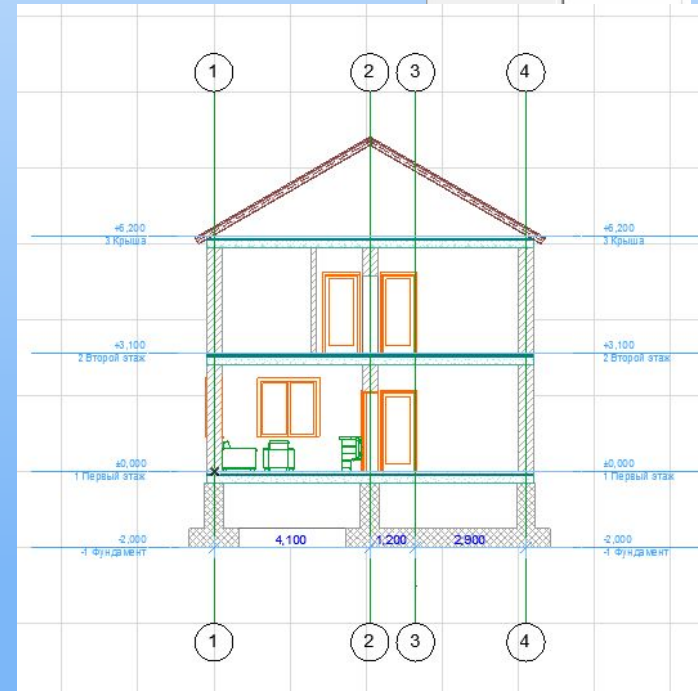 1 2 3 4
+6,200 +6,200
3 Крыша 3 Крыша
+3,100 +3,100
2 Второй этаж 2 Второй этаж
±0,000 ±0,000
1 Первый этаж 1 Первый этаж
-2,000 4,100 1,200 2,900 -2,000
-1 Фундамент -1 Фундамент
1 2 3 4